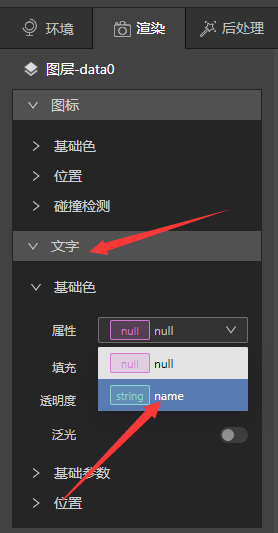 环境 渲染 后处理
图层-data0
图标
基础色
位置
碰撞检测
文字
基础色
属性 null null
填充 null null
透明度 string name
泛光
基础参数
位置